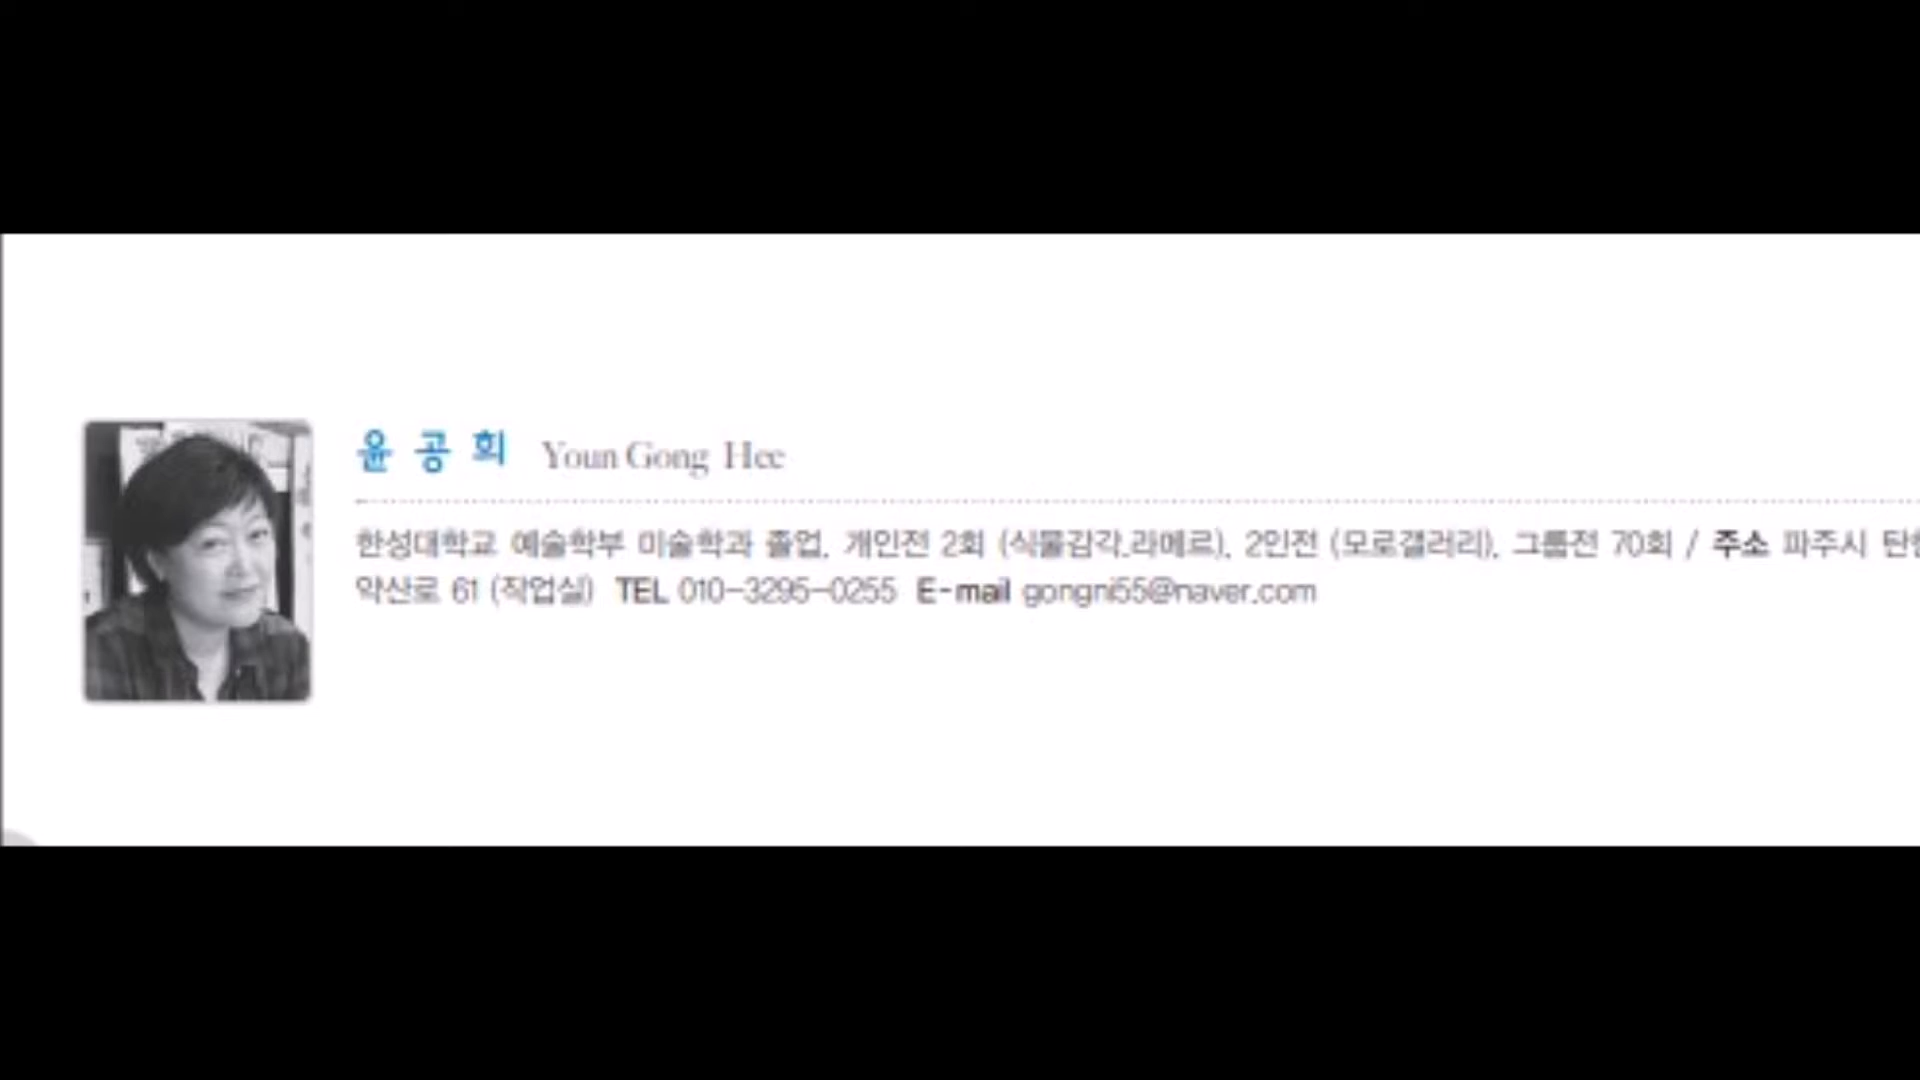 윤공희 Youn Gong Hee
한성대학교 예술학부 미술학과 졸업, 개인전 2회 (식물감각,라메르), 2인전 (모로갤러리), 그룹전 70회 / 주소 파주시
약산로 61 (작업실) TEL 010-3295-0255 E-mail gongni55@naver.com